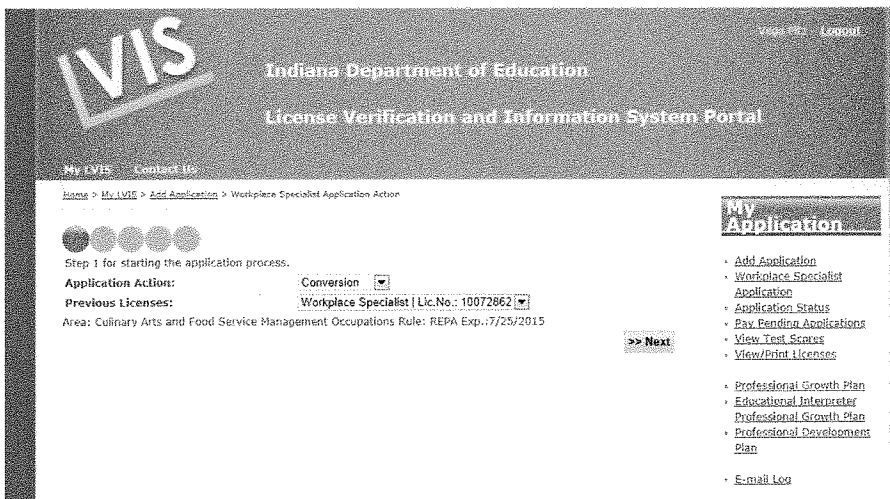 LVIS
Logout
Indiana Department of Education
License Verification and Information System Portal
My LVIS Contact Us
Home > My LVIS > Add Application > Workplace Specialist Application Action
Step 1 for starting the application process.
Application Action: Conversion
Previous Licenses: Workplace Specialist | Lic.No.: 10072862
Area: Culinary Arts and Food Service Management Occupations Rule: REPA Exp.:7/25/2015
>> Next
My
Application
Add Application
Workplace Specialist
Application
Application Status
Pay Pending Applications
View Test Scores
View/Print Licenses
Professional Growth Plan
Educational Interpreter
Professional Growth Plan
Professional Development
Plan
E-mail Log